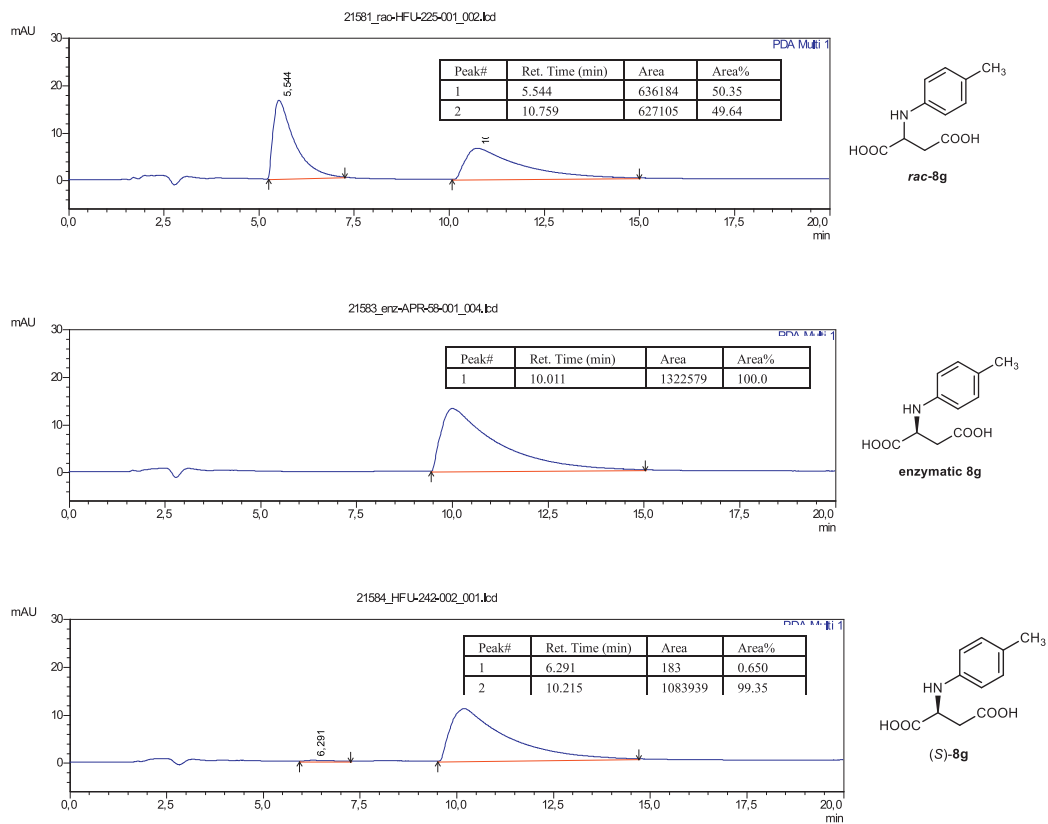 21581_rao-HFU-225-001_002.lcd
mAU
30
PDA Multi 1
Peak# Ret. Time (min) Area Area%
1 5.544 636184 50.35
2 10.759 627105 49.64
5,544
20
10
0
0,0 2,5 5,0 7,5 10,0 12,5 15,0 17,5 20,0
min
CH3
HN
COOH
HOOC
rac-8g
21583_enz-APR-58-001_004.lcd
mAU
30
PDA Multi 1
Peak# Ret. Time (min) Area Area%
1 10.011 1322579 100.0
20
10
0
0,0 2,5 5,0 7,5 10,0 12,5 15,0 17,5 20,0
min
CH3
HN
COOH
HOOC
enzymatic 8g
21584_HFU-242-002_001.lcd
mAU
30
PDA Multi 1
Peak# Ret. Time (min) Area Area%
1 6.291 183 0.650
2 10.215 1083939 99.35
20
10
6,291
0
0,0 2,5 5,0 7,5 10,0 12,5 15,0 17,5 20,0
min
CH3
HN
COOH
HOOC
(S)-8g